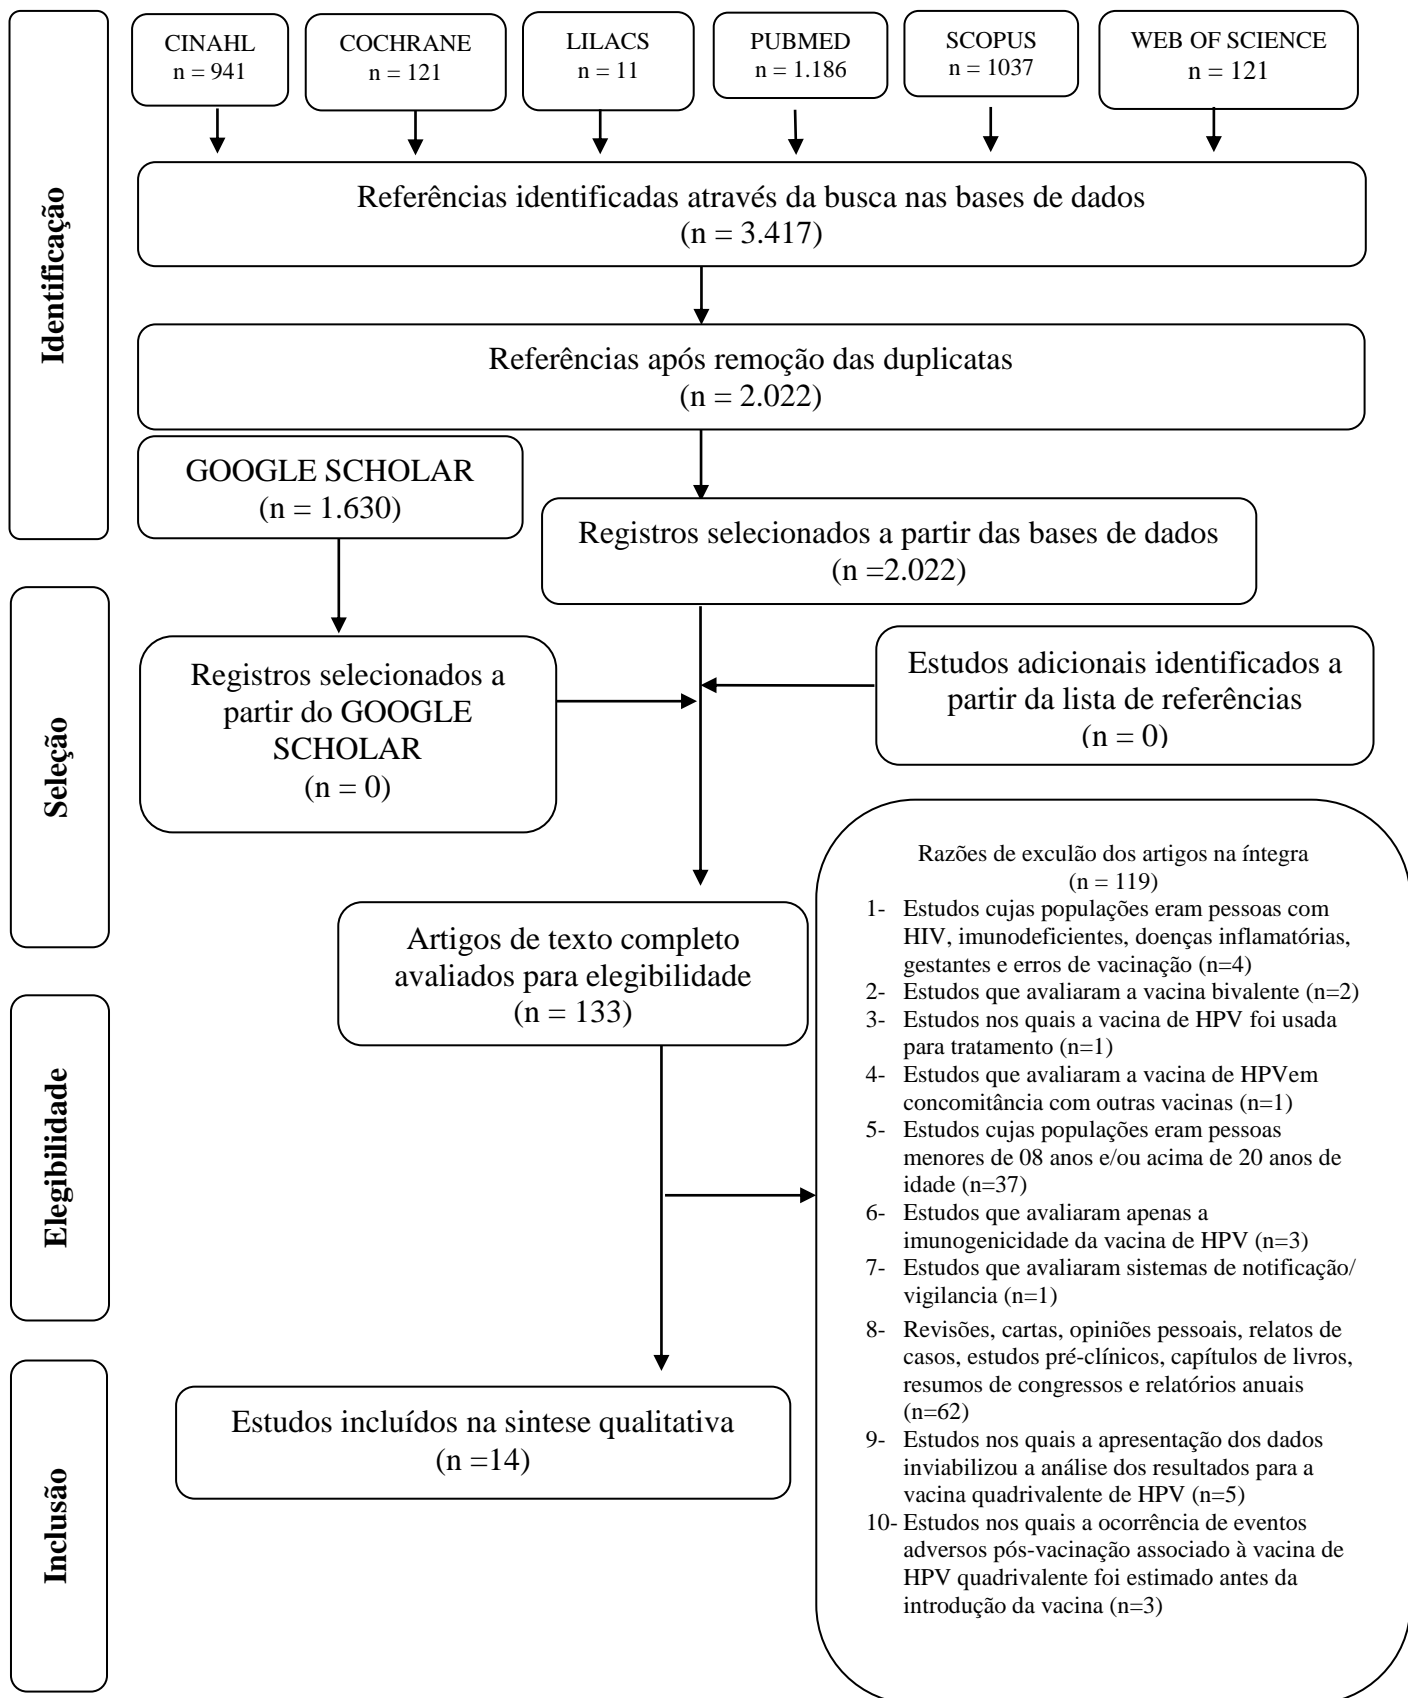 CINAHL
n = 941
COCHRANE
n = 121
LILACS
n = 11
PUBMED
n = 1.186
SCOPUS
n = 1037
WEB OF SCIENCE
n = 121
Identificação
Referências identificadas através da busca nas bases de dados
(n = 3.417)
Referências após remoção das duplicatas
(n = 2.022)
GOOGLE SCHOLAR
(n = 1.630)
Registros selecionados a partir das bases de dados
(n =2.022)
Seleção
Registros selecionados a
partir do GOOGLE
SCHOLAR
(n = 0)
Estudos adicionais identificados a
partir da lista de referências
(n = 0)
Artigos de texto completo
avaliados para elegibilidade
(n = 133)
Razões de exculão dos artigos na íntegra
(n = 119)
1- Estudos cujas populações eram pessoas com
HIV, imunodeficientes, doenças inflamatórias,
gestantes e erros de vacinação (n=4)
2- Estudos que avaliaram a vacina bivalente (n=2)
3- Estudos nos quais a vacina de HPV foi usada
para tratamento (n=1)
4- Estudos que avaliaram a vacina de HPVem
concomitância com outras vacinas (n=1)
5- Estudos cujas populações eram pessoas
menores de 08 anos e/ou acima de 20 anos de
idade (n=37)
6- Estudos que avaliaram apenas a
imunogenicidade da vacina de HPV (n=3)
7- Estudos que avaliaram sistemas de notificação/
vigilancia (n=1)
8- Revisões, cartas, opiniões pessoais, relatos de
casos, estudos pré-clínicos, capítulos de livros,
resumos de congressos e relatórios anuais
(n=62)
9- Estudos nos quais a apresentação dos dados
inviabilizou a análise dos resultados para a
vacina quadrivalente de HPV (n=5)
10- Estudos nos quais a ocorrência de eventos
adversos pós-vacinação associado à vacina de
HPV quadrivalente foi estimado antes da
introdução da vacina (n=3)
Elegibilidade
Inclusão
Estudos incluídos na sintese qualitativa
(n =14)